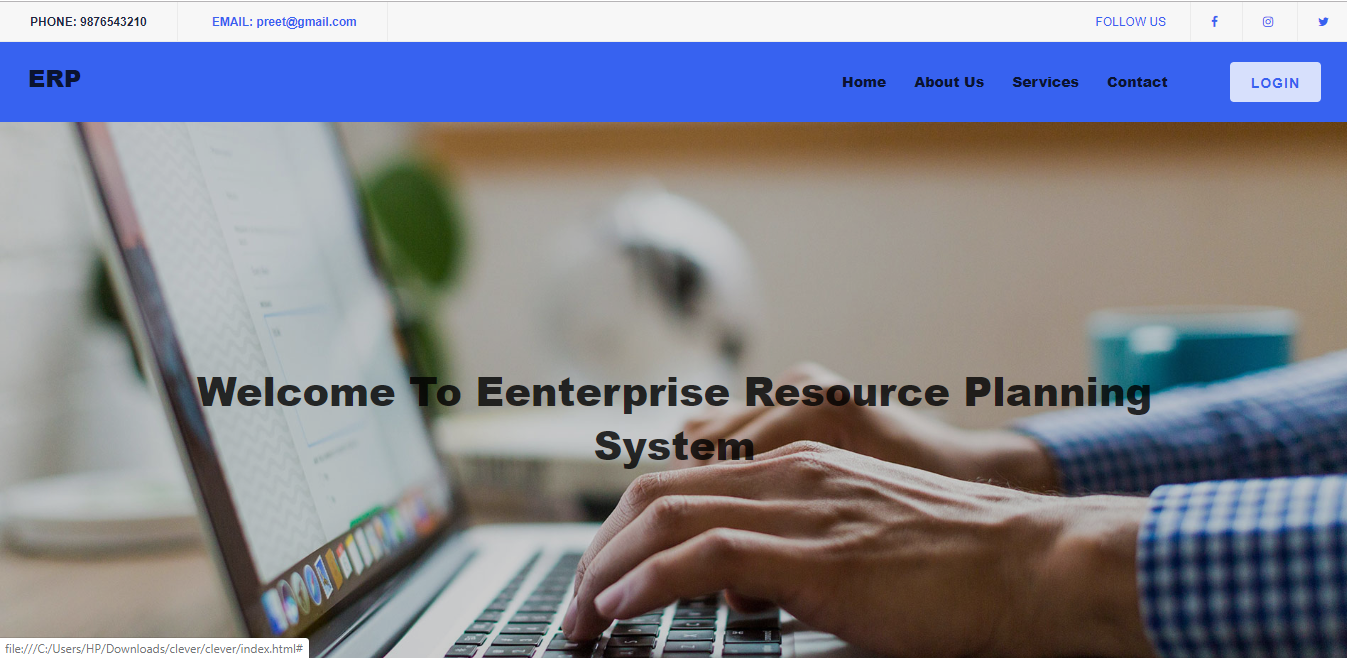 PHONE: 9876543210 EMAIL: preet@gmail.com FOLLOW US
ERP Home About Us Services Contact LOGIN
Welcome To Eenterprise Resource Planning
System
file:///C:/Users/HP/Downloads/clever/clever/index.html#